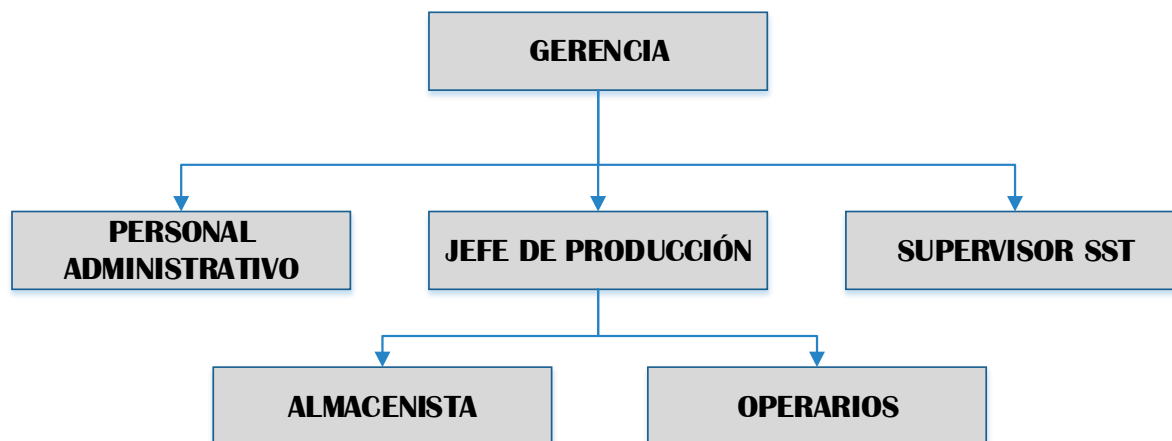 GERENCIA
PERSONAL
ADMINISTRATIVO
JEFE DE PRODUCCIÓN
SUPERVISOR SST
ALMACENISTA
OPERARIOS